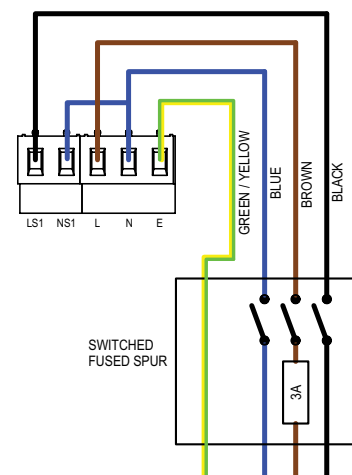 LS1 NS1 L N E
GREEN / YELLOW
BLUE
BROWN
BLACK
SWITCHED
FUSED SPUR
3A